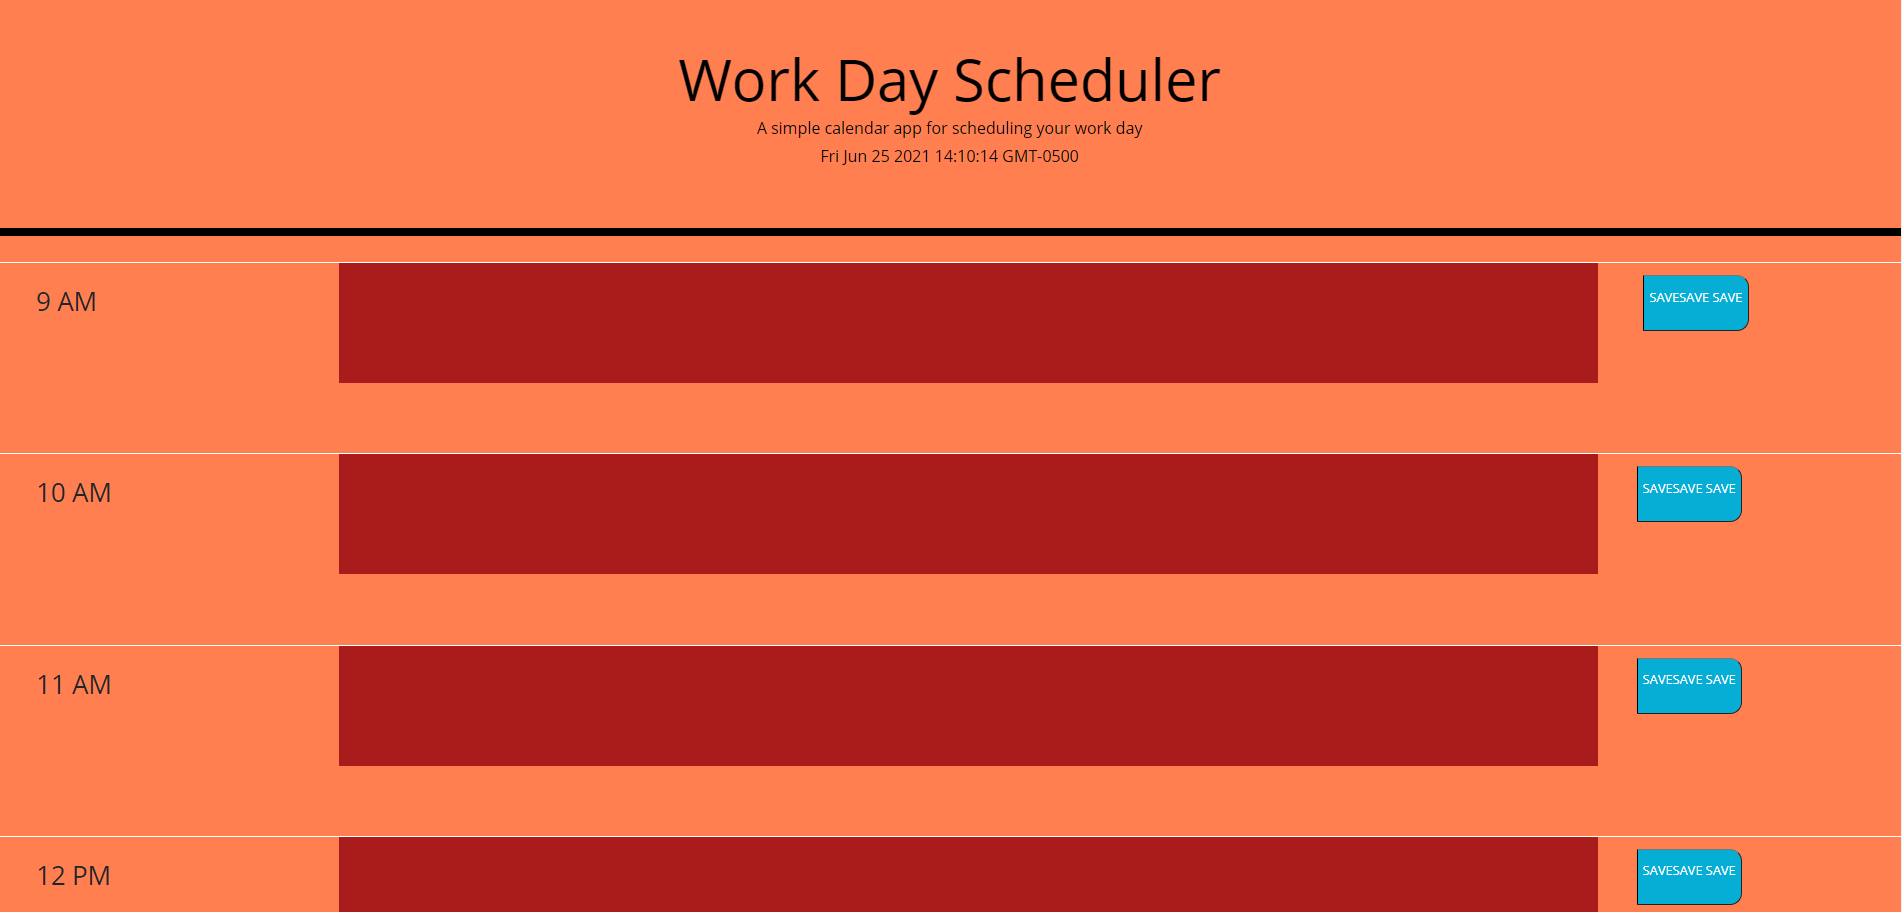 Work Day Scheduler
A simple calendar app for scheduling your work day
Fri Jun 25 2021 14:10:14 GMT-0500
9 AM
SAVESAVE SAVE
10 AM
SAVESAVE SAVE
11 AM
SAVESAVE SAVE
12 PM
SAVESAVE SAVE